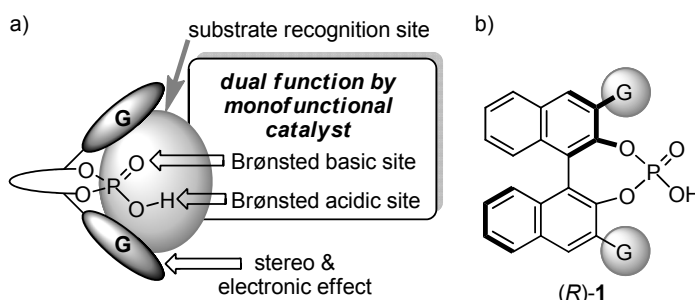 a)
substrate recognition site
dual function by
monofunctional
catalyst
Brønsted basic site
Brønsted acidic site
stereo &
electronic effect
G
O
O
P
O
O
H
G
b)
G
O
O
P
O
OH
G
(R)-1